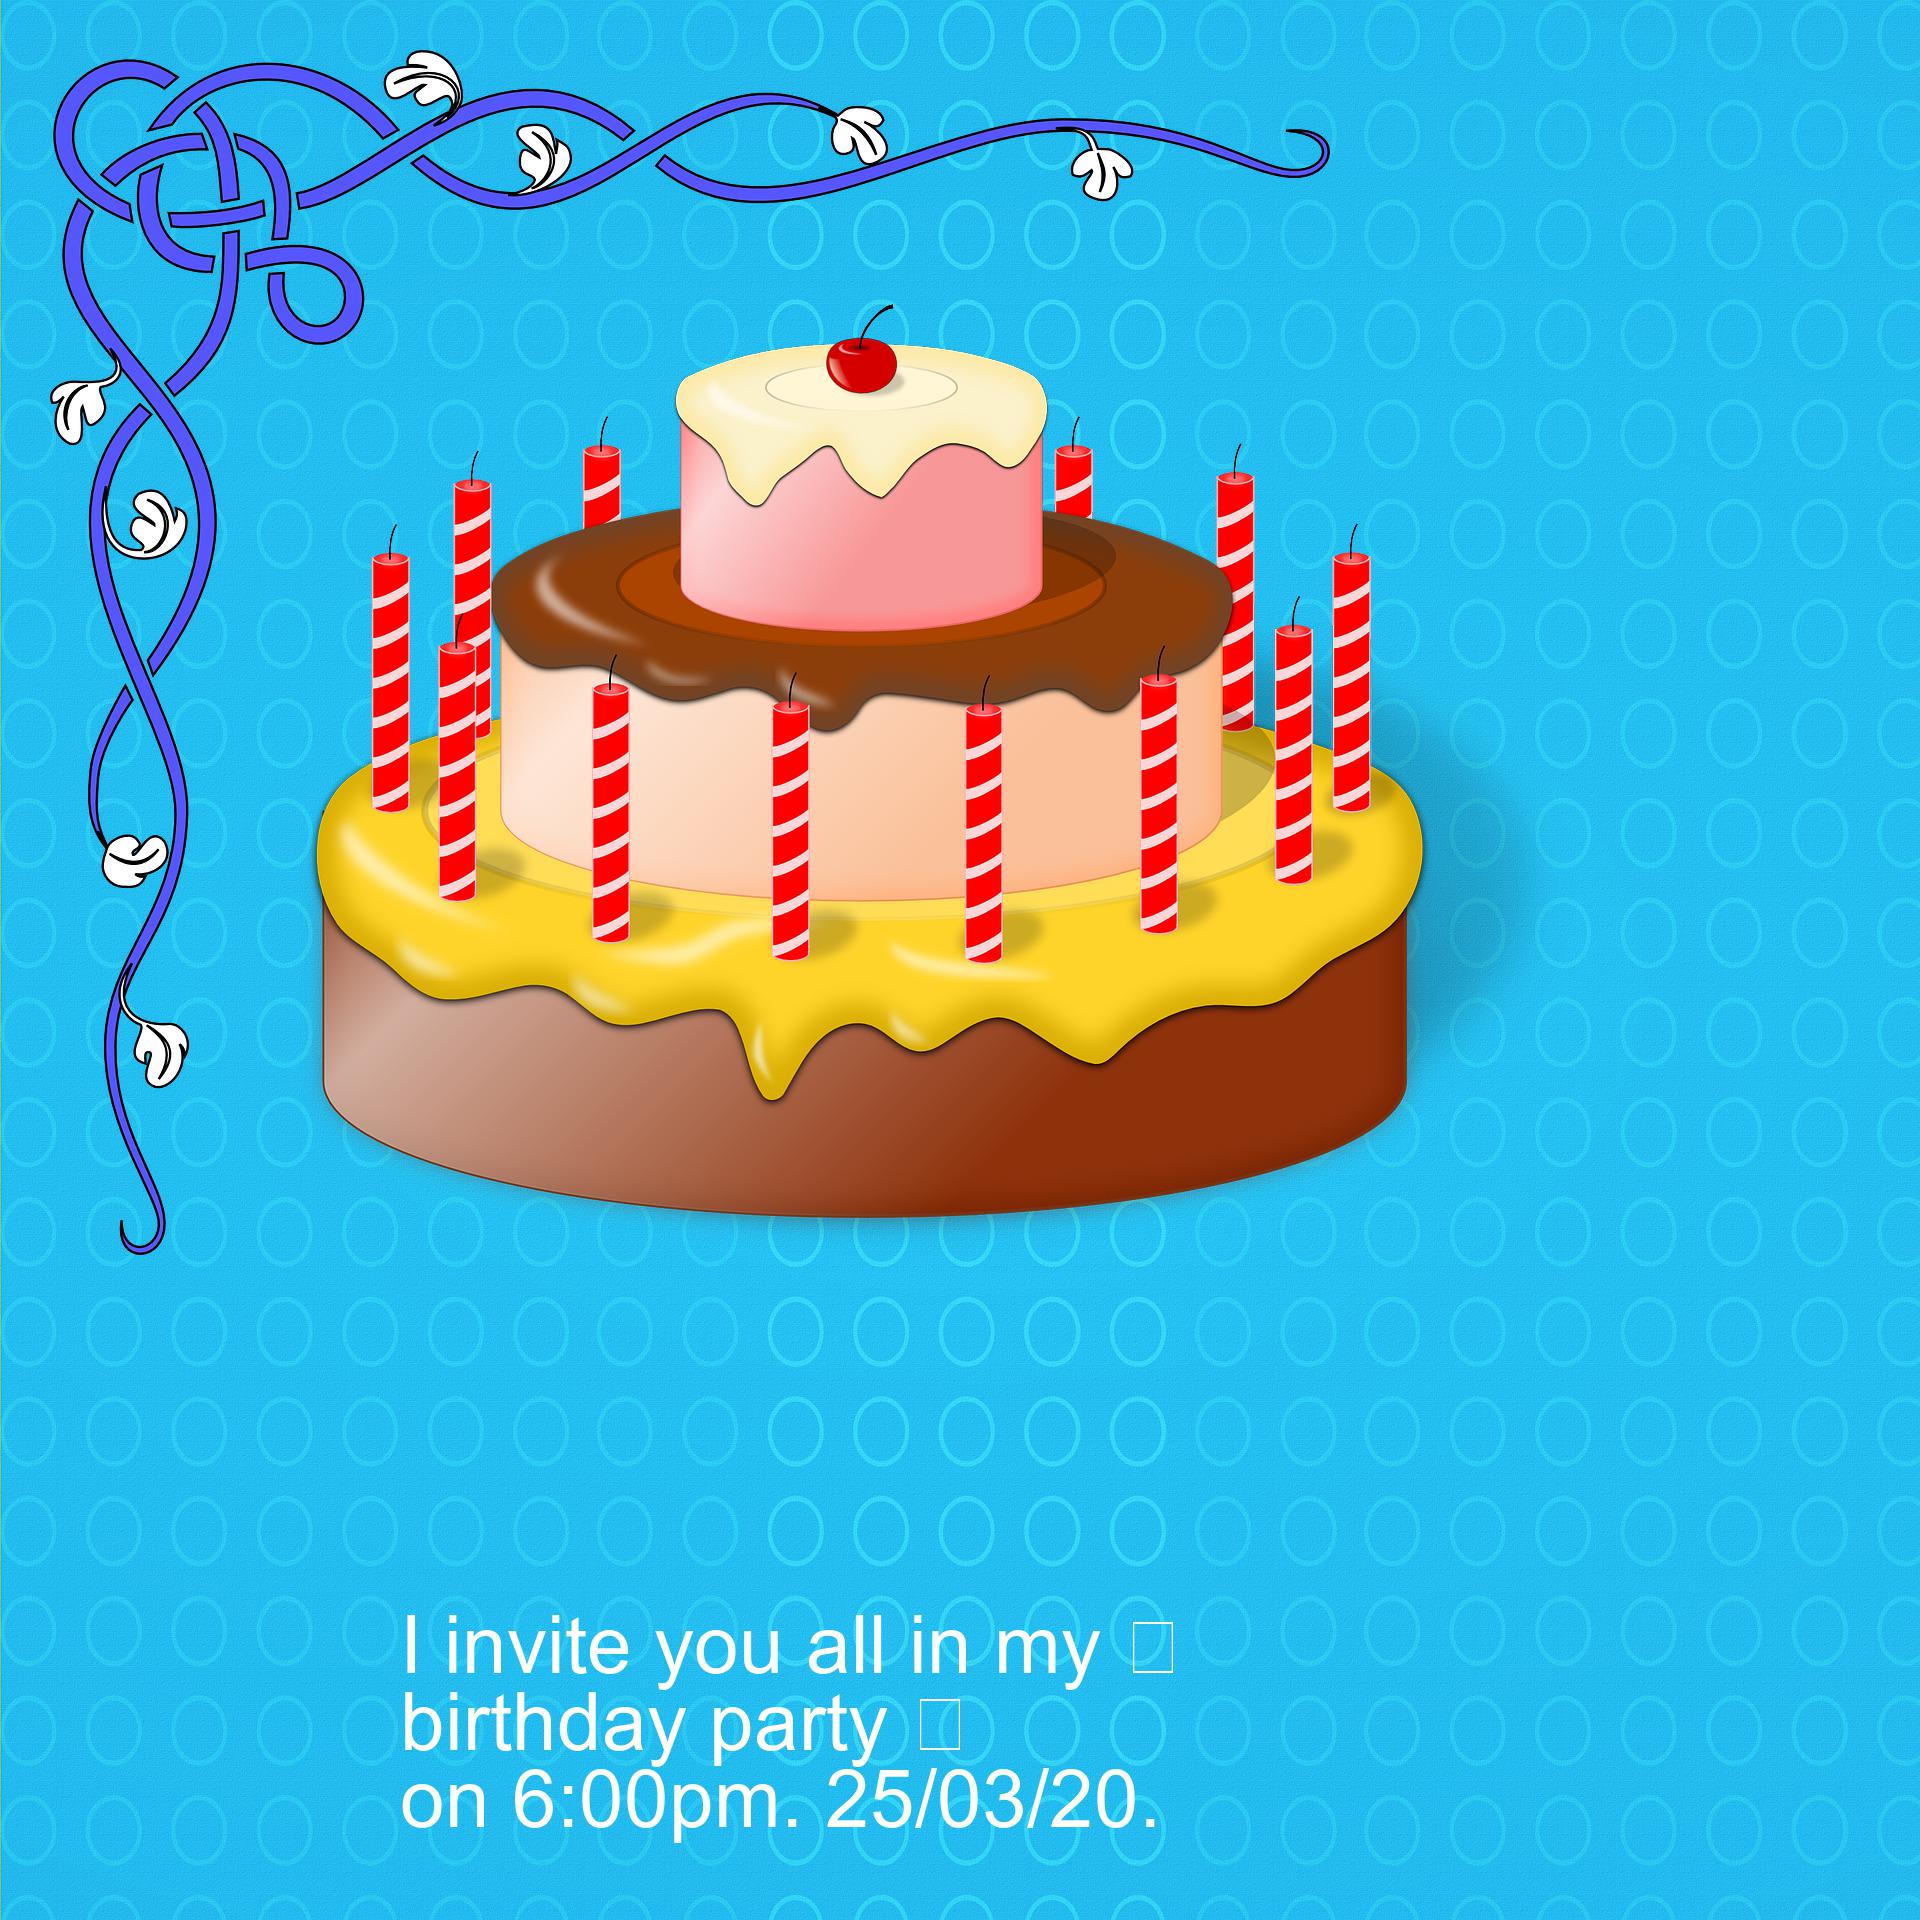 I invite you all in my □
birthday party □
on 6:00pm. 25/03/20.